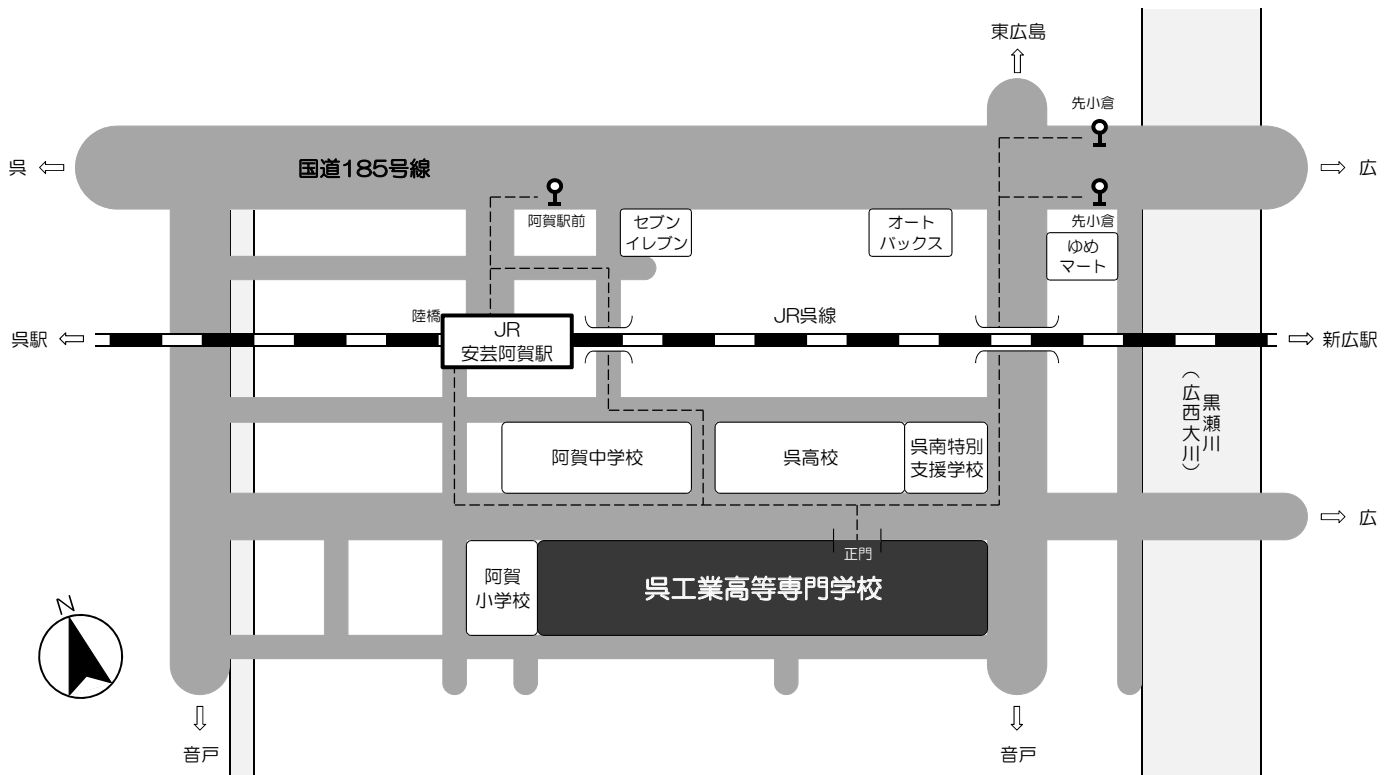 東広島
先小倉
呉
国道185号線
広
阿賀駅前
セブン
イレブン
オート
バックス
先小倉
ゆめ
マート
陸橋
JR
安芸阿賀駅
JR呉線
呉駅
新広駅
黒瀬川
（広西大川）
阿賀中学校
呉高校
呉南特別
支援学校
広
正門
阿賀
小学校
呉工業高等専門学校
N
音戸
音戸